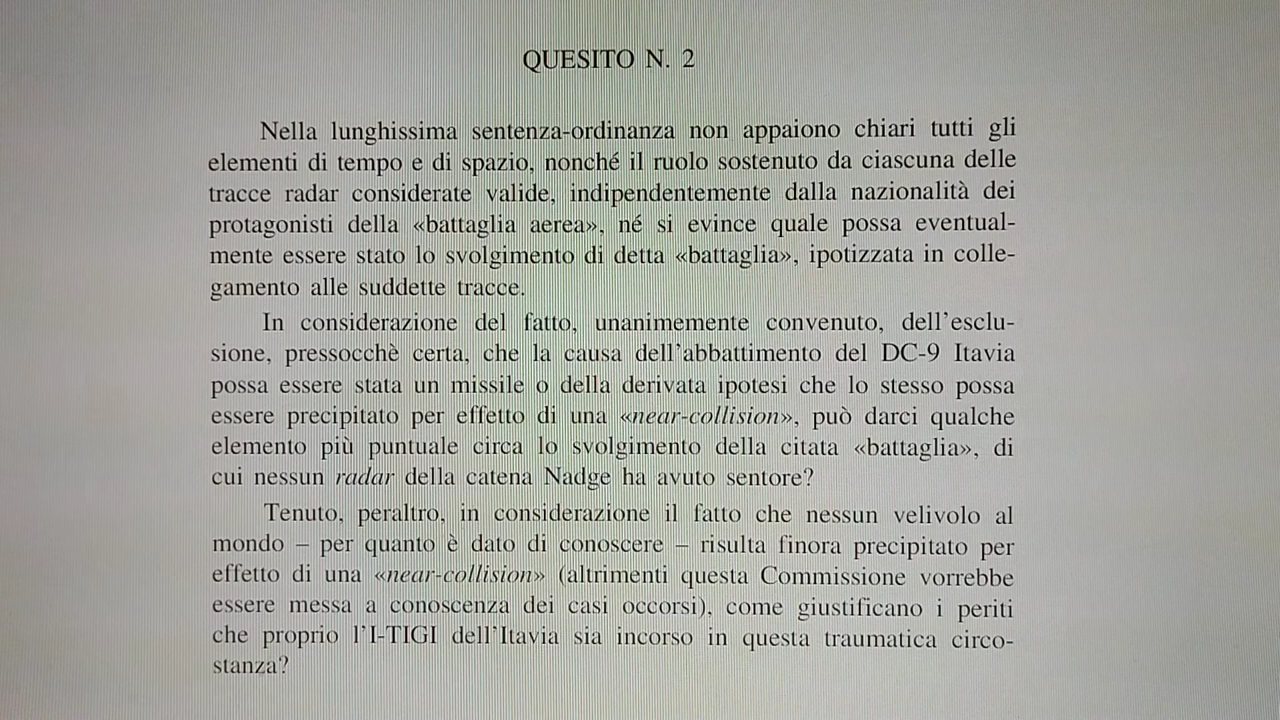 QUESITO N. 2
Nella lunghissima sentenza-ordinanza non appaiono chiari tutti gli
elementi di tempo e di spazio, nonché il ruolo sostenuto da ciascuna delle
tracce radar considerate valide, indipendentemente dalla nazionalità dei
protagonisti della «battaglia aerea», né si evince quale possa eventual-
mente essere stato lo svolgimento di detta «battaglia», ipotizzata in colle-
gamento alle suddette tracce.
In considerazione del fatto, unanimemente convenuto, dell'esclu-
sione, pressocchè certa, che la causa dell'abbattimento del DC-9 Itavia
possa essere stata un missile o della derivata ipotesi che lo stesso possa
essere precipitato per effetto di una «near-collision», può darci qualche
elemento più puntuale circa lo svolgimento della citata «battaglia», di
cui nessun radar della catena Nadge ha avuto sentore?
Tenuto, peraltro, in considerazione il fatto che nessun velivolo al
mondo – per quanto è dato di conoscere – risulta finora precipitato per
effetto di una «near-collision» (altrimenti questa Commissione vorrebbe
essere messa a conoscenza dei casi occorsi), come giustificano i periti
che proprio l'I-TIGI dell'Itavia sia incorso in questa traumatica circo-
stanza?